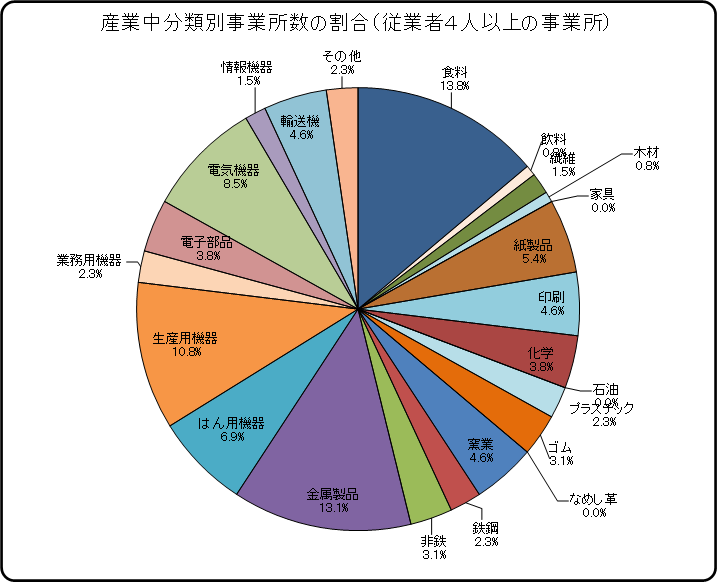 産業中分類別事業所数の割合（従業者４人以上の事業所）
食料
13.8%
飲料
0.8%
繊維
1.5%
木材
0.8%
家具
0.0%
紙製品
5.4%
印刷
4.6%
化学
3.8%
石油
0.0%
プラスチック
2.3%
ゴム
3.1%
なめし革
0.0%
窯業
4.6%
鉄鋼
2.3%
非鉄
3.1%
金属製品
13.1%
はん用機器
6.9%
生産用機器
10.8%
業務用機器
2.3%
電子部品
3.8%
電気機器
8.5%
情報機器
1.5%
輸送機
4.6%
その他
2.3%